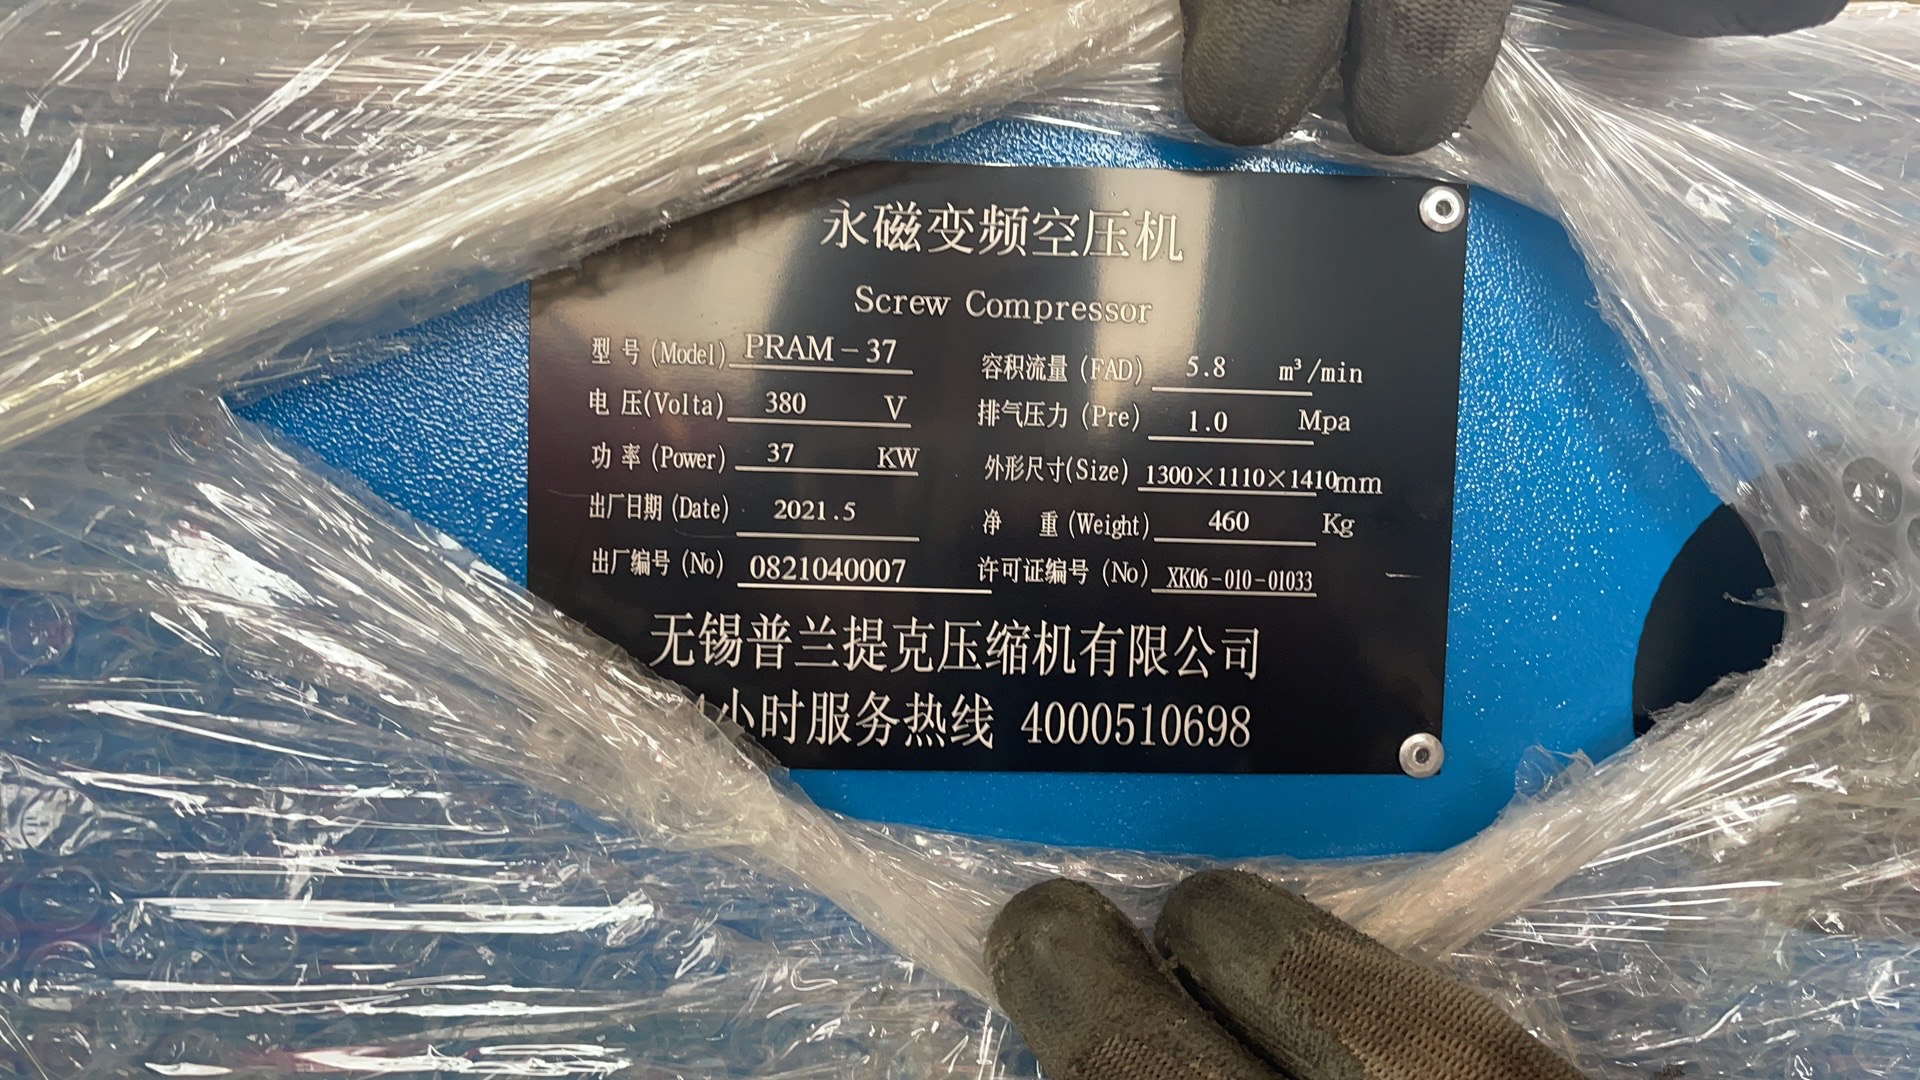 永磁变频空压机
Screw Compressor
型 号 (Model) PRAM-37
容积流量 (FAD) 5.8 m³/min
电 压(Volta) 380 V
排气压力 (Pre) 1.0 Mpa
功 率 (Power) 37 KW
外形尺寸(Size) 1300×1110×1410mm
出厂日期 (Date) 2021.5
净 重 (Weight) 460 Kg
出厂编号 (No) 0821040007
许可证编号 (No) XK06-010-01033
无锡普兰提克压缩机有限公司
小时服务热线 4000510698